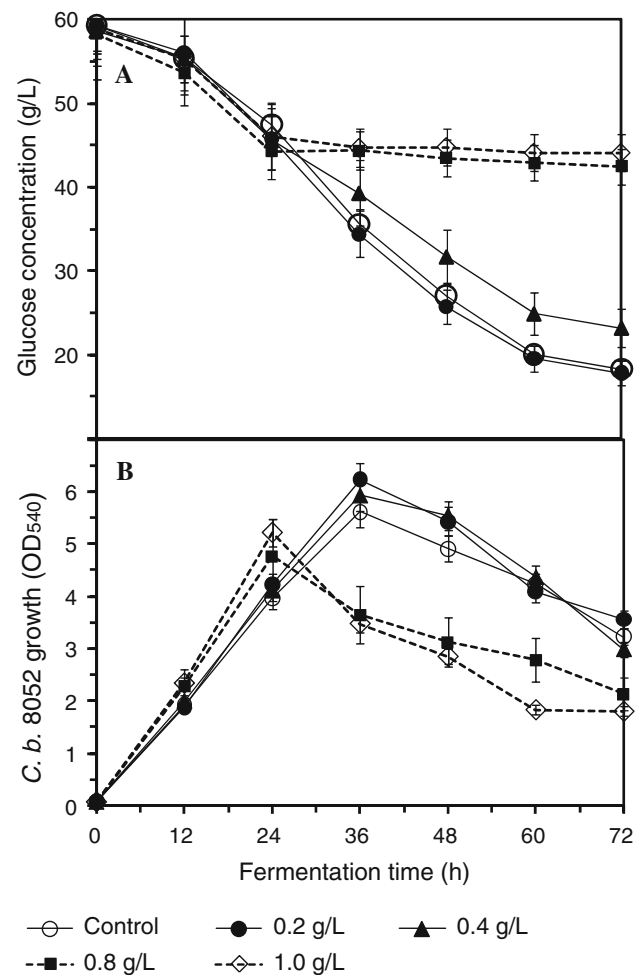 60
50
40
30
20
A
Glucose concentration (g/L)
6
5
4
3
2
1
0
B
C. b. 8052 growth (OD540)
0 12 24 36 48 60 72
Fermentation time (h)
Control 0.2 g/L 0.4 g/L
0.8 g/L 1.0 g/L